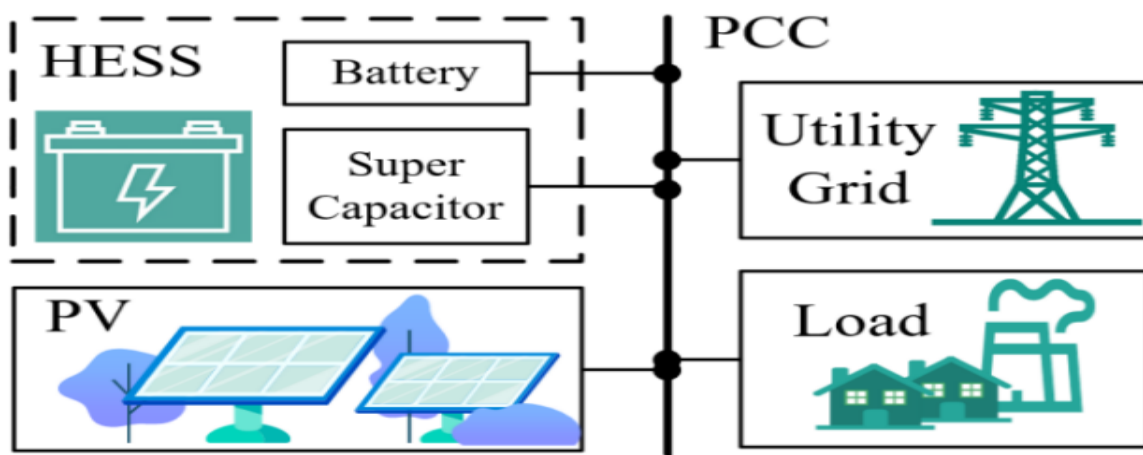 HESS
Battery
Super
Capacitor
PV
PCC
Utility
Grid
Load